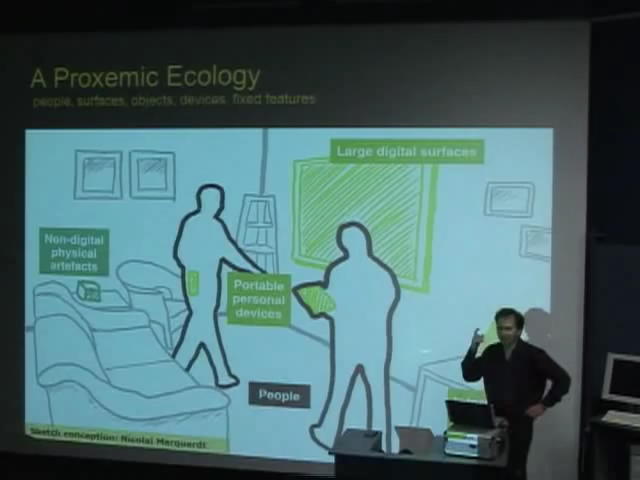 A Proxemic Ecology
people, surfaces, objects, devices, fixed features
Large digital surfaces
Non-digital
physical
artefacts
Portable
personal
devices
People
Sketch conception: Nicolai Marquardt